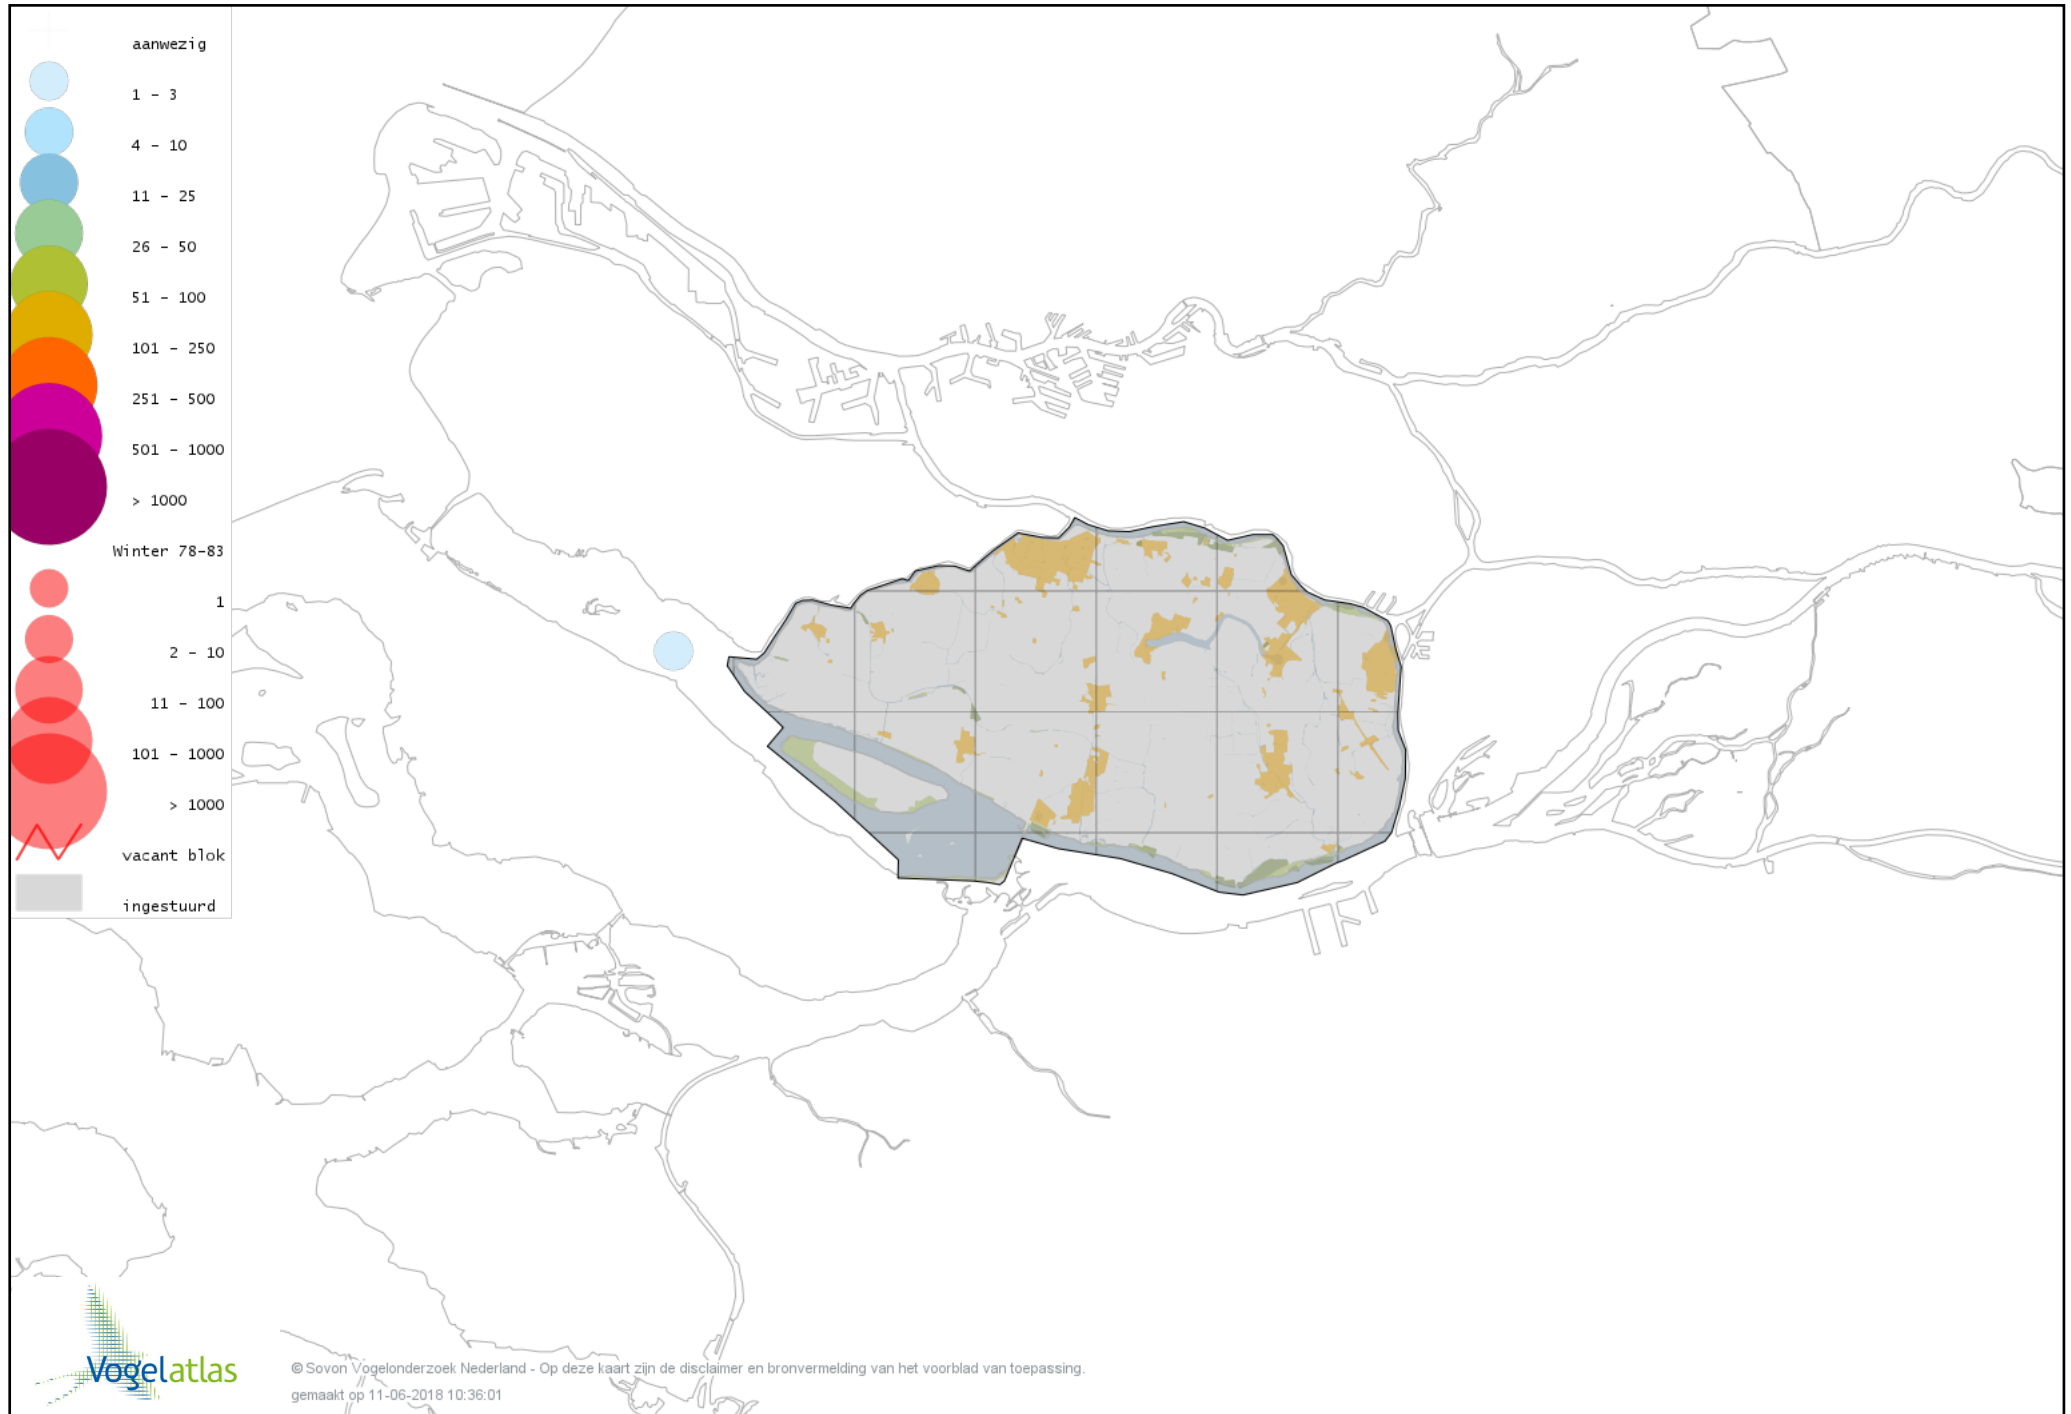 aanwezig
1 - 3
4 - 10
11 - 25
26 - 50
51 - 100
101 - 250
251 - 500
501 - 1000
> 1000
Winter 78-83
1
2 - 10
11 - 100
101 - 1000
> 1000
vacant blok
ingestuurd
Vogelatlas
© Sovon Vogelonderzoek Nederland - Op deze kaart zijn de disclaimer en bronvermelding van het voorblad van toepassing.
gemaakt op 11-06-2018 10:36:01